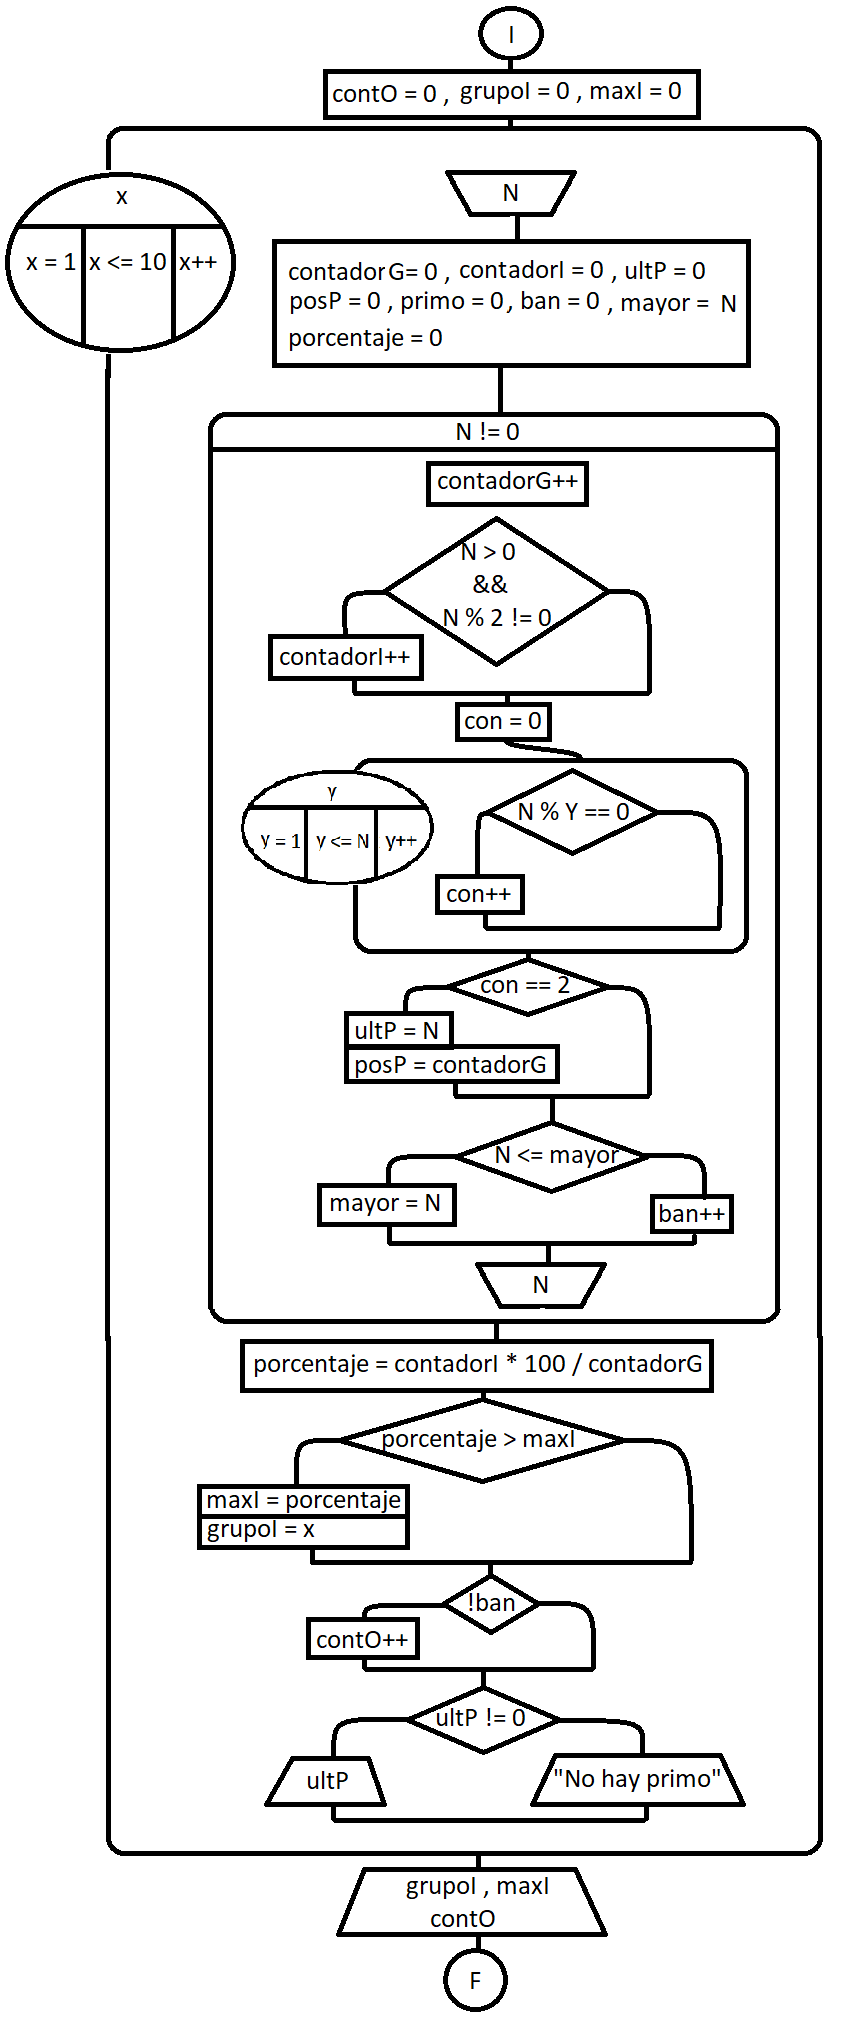 I
contO = 0 , grupoI = 0 , maxI = 0
x
x = 1 x <= 10 x++
N
contadorG= 0 , contadorI = 0 , ultP = 0
posP = 0 , primo = 0, ban = 0 , mayor = N
porcentaje = 0
N != 0
contadorG++
N > 0
&&
N % 2 != 0
contadorI++
con = 0
y
y = 1 y <= N y++
N % Y == 0
con++
con == 2
ultP = N
posP = contadorG
N <= mayor
mayor = N
ban++
N
porcentaje = contadorI * 100 / contadorG
porcentaje > maxI
maxI = porcentaje
grupoI = x
!ban
contO++
ultP != 0
ultP
"No hay primo"
grupoI , maxI
contO
F